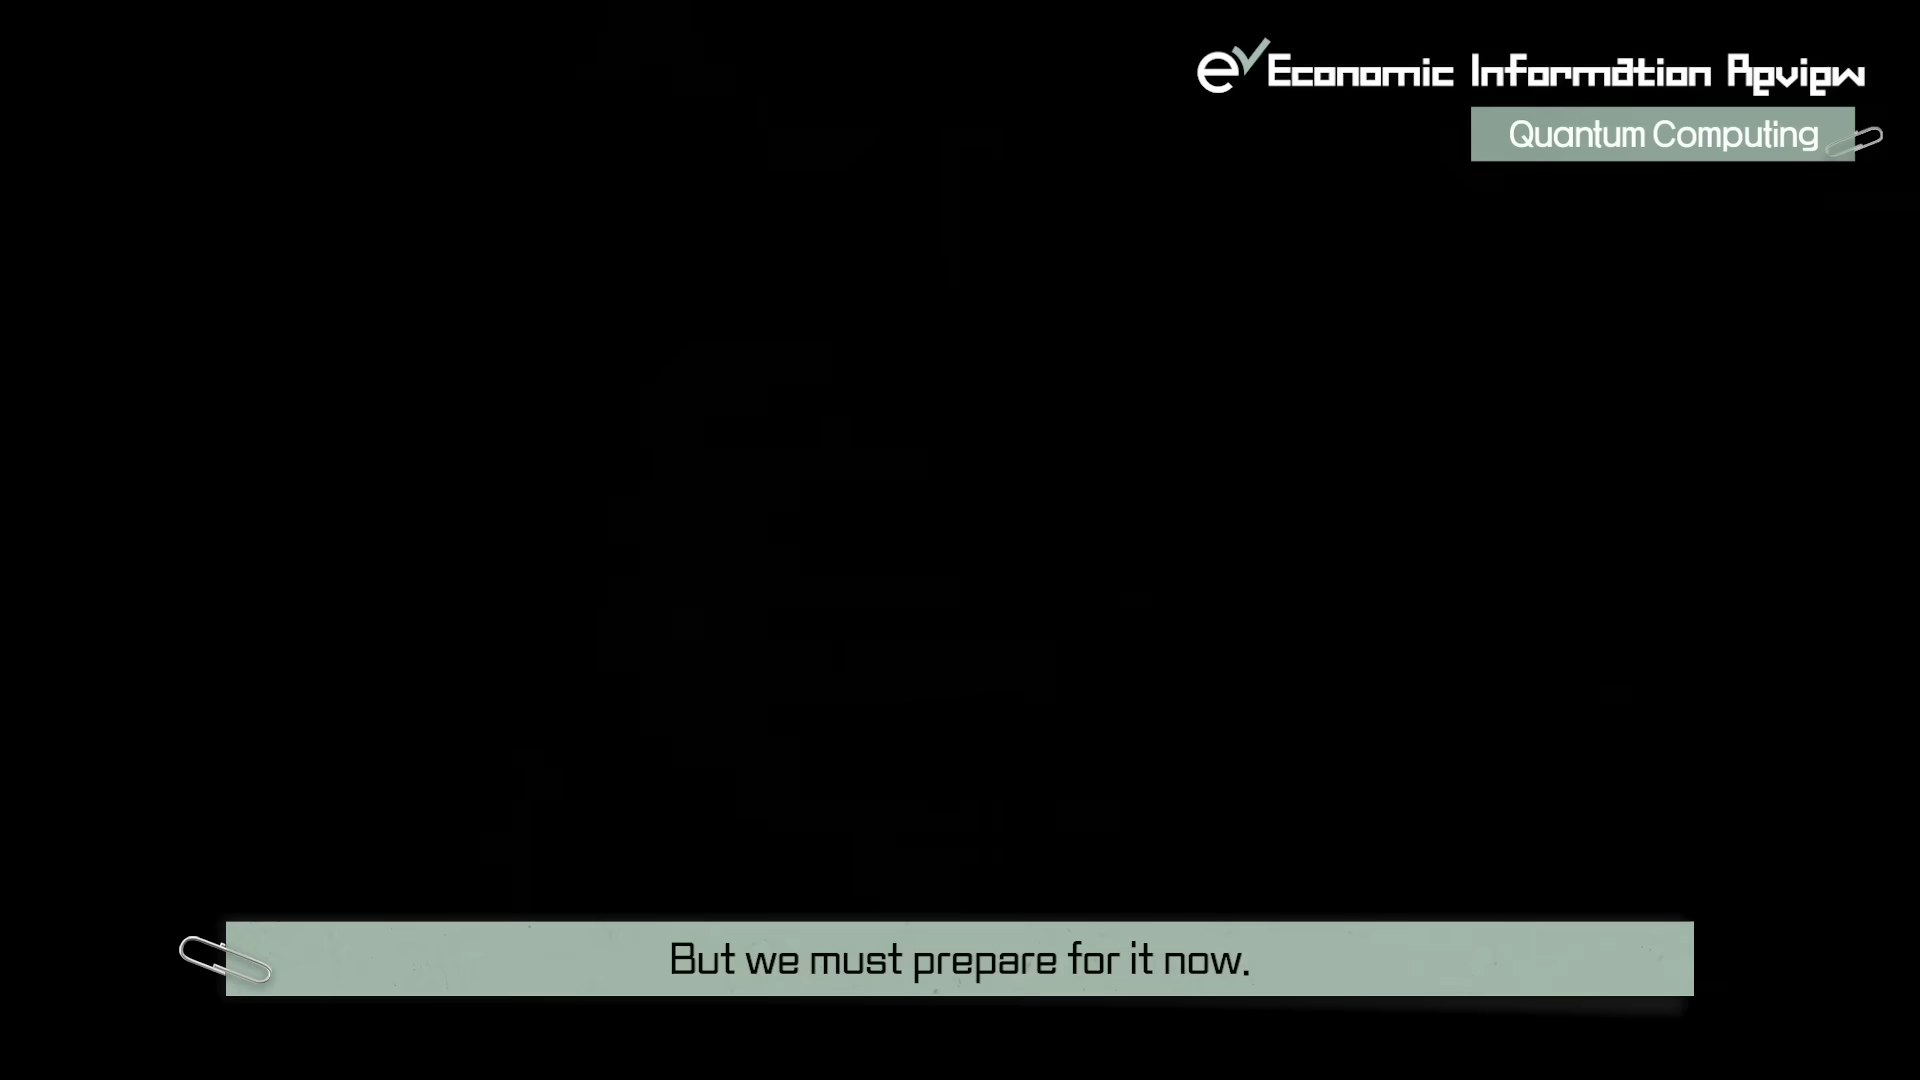 e Economic Information Review
Quantum Computing
But we must prepare for it now.